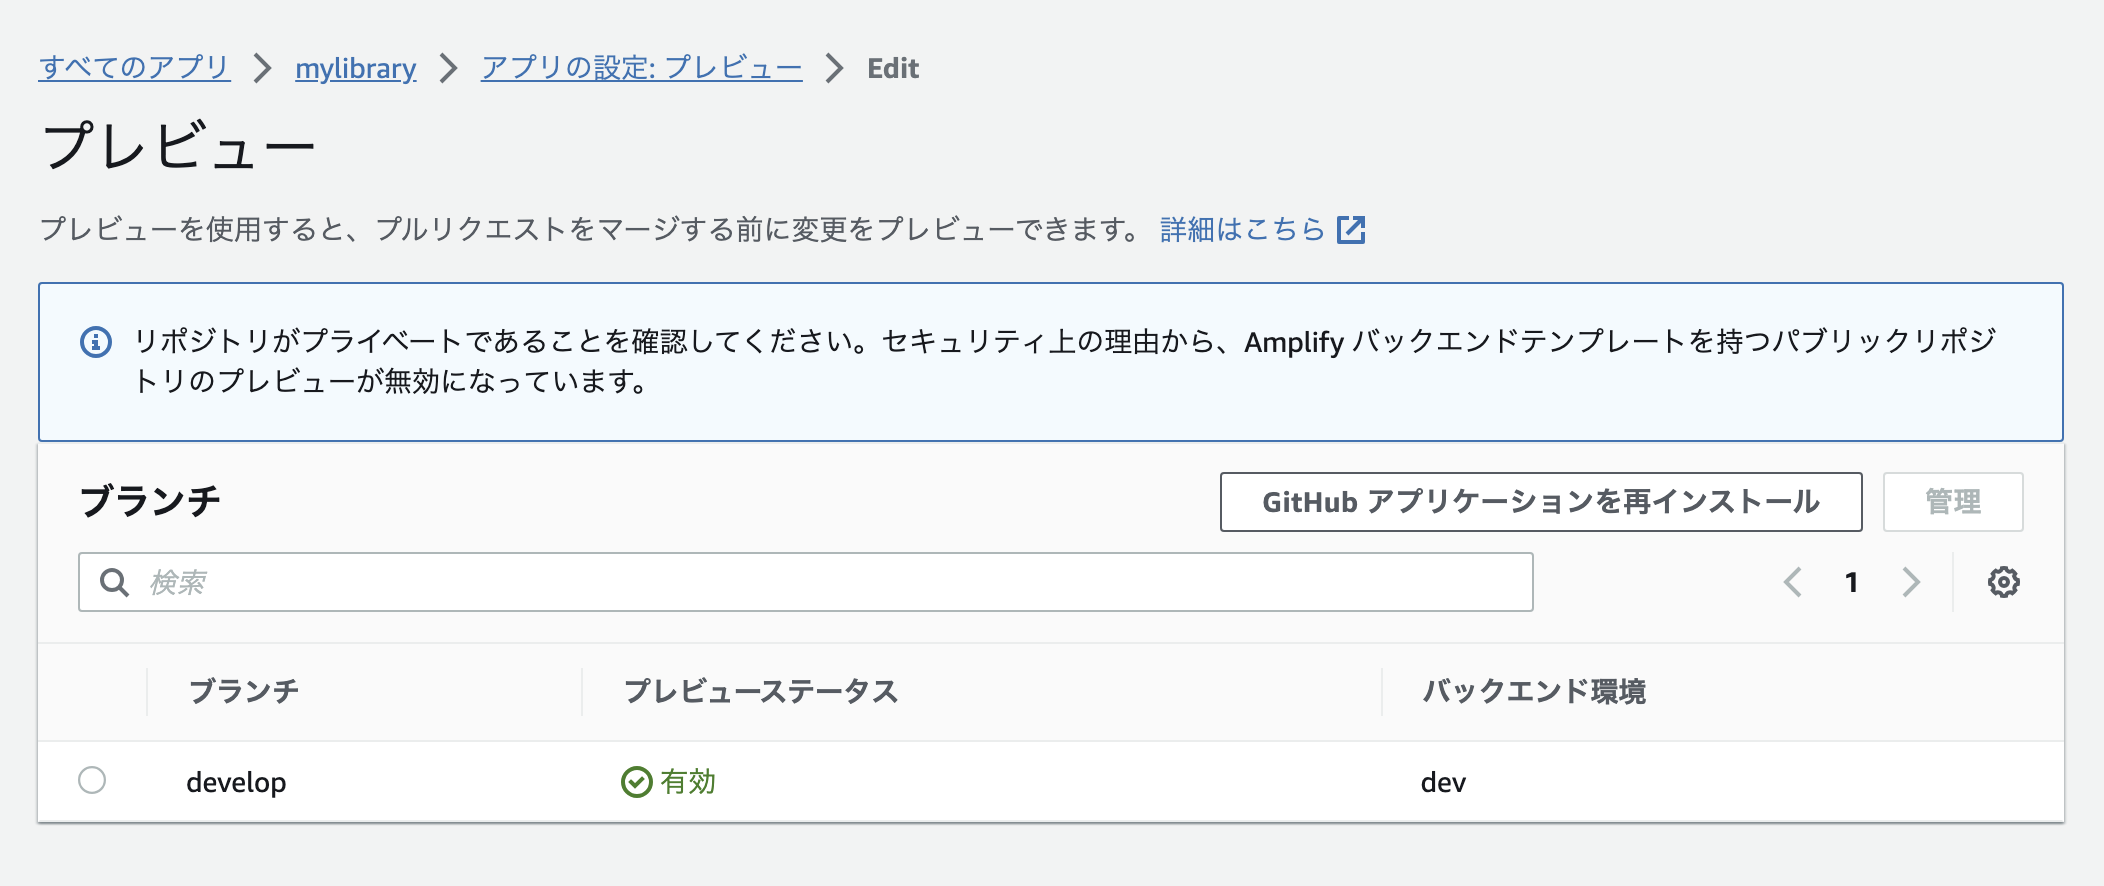 すべてのアプリ > mylibrary > アプリの設定: プレビュー > Edit
プレビュー
プレビューを使用すると、プルリクエストをマージする前に変更をプレビューできます。 詳細はこちら
リポジトリがプライベートであることを確認してください。セキュリティ上の理由から、Amplify バックエンドテンプレートを持つパブリックリポジ
トリのプレビューが無効になっています。
ブランチ GitHub アプリケーションを再インストール 管理
検索 1
ブランチ プレビューステータス バックエンド環境
develop 有効 dev